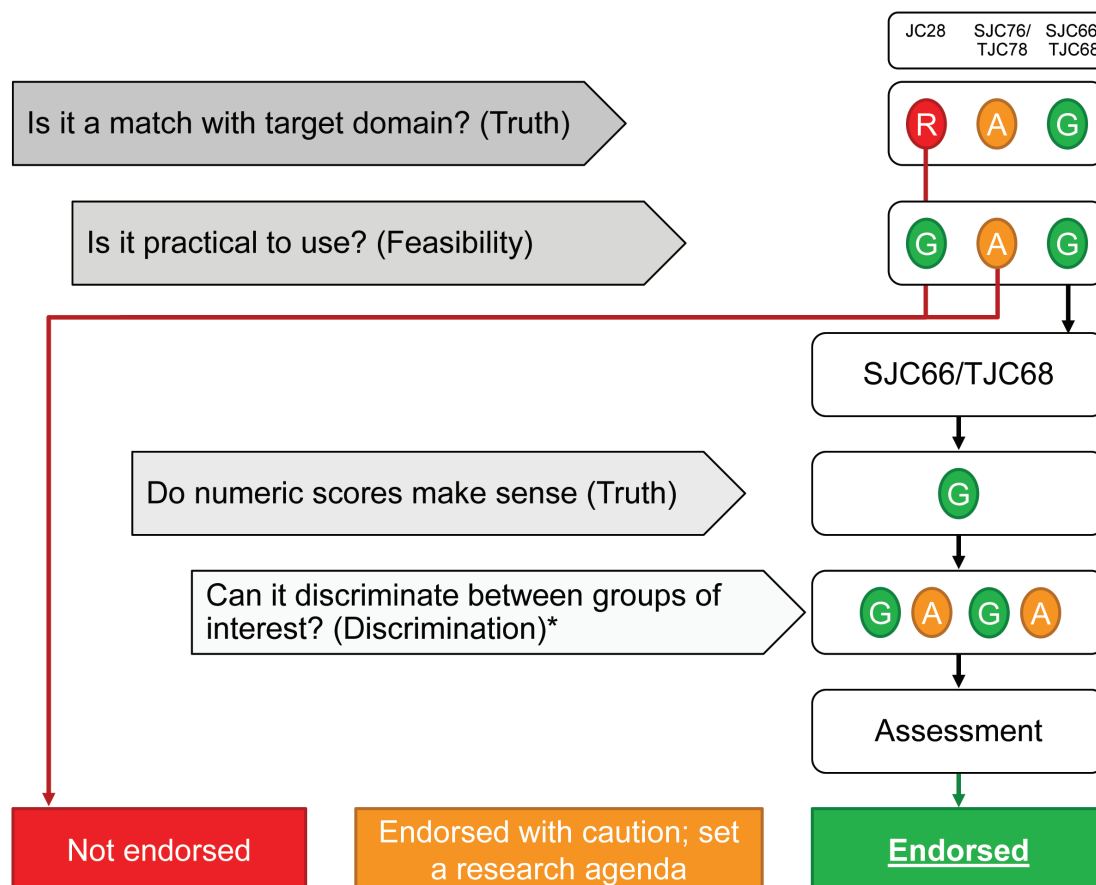 JC28 SJC76/ SJC66/
TJC78 TJC68
Is it a match with target domain? (Truth)
R A G
Is it practical to use? (Feasibility)
G A G
SJC66/TJC68
Do numeric scores make sense (Truth)
G
Can it discriminate between groups of
interest? (Discrimination)*
G A G A
Assessment
Not endorsed
Endorsed with caution; set
a research agenda
Endorsed